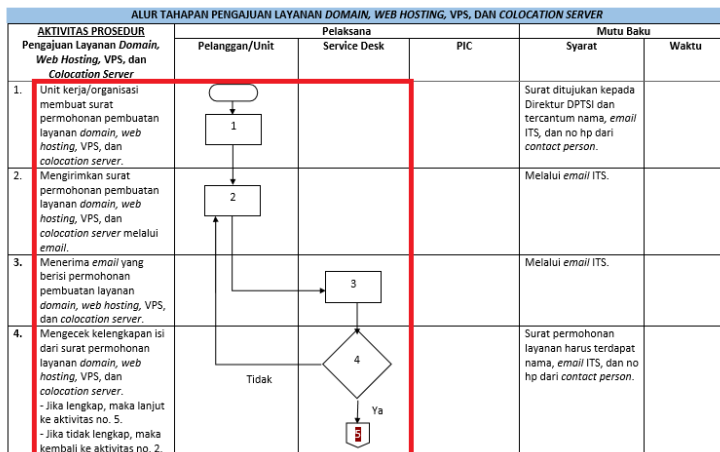 ALUR TAHAPAN PENGAJUAN LAYANAN DOMAIN, WEB HOSTING, VPS, DAN COLOCATION SERVER
AKTIVITAS PROSEDUR
Pengajuan Layanan Domain,
Web Hosting, VPS, dan
Colocation Server
Pelaksana
Mutu Baku
Pelanggan/Unit
Service Desk
PIC
Syarat
Waktu
1.
Unit kerja/organisasi
membuat surat
permohonan pembuatan
layanan domain, web
hosting, VPS, dan
colocation server.
1
Surat ditujukan kepada
Direktur DPTSI dan
tercantum nama, email
ITS, dan no hp dari
contact person.
2.
Mengirimkan surat
permohonan pembuatan
layanan domain, web
hosting, VPS, dan
colocation server melalui
email.
2
Melalui email ITS.
3.
Menerima email yang
berisi permohonan
pembuatan layanan
domain, web hosting, VPS,
dan colocation server.
3
Melalui email ITS.
4.
Mengecek kelengkapan isi
dari surat permohonan
layanan domain, web
hosting, VPS, dan
colocation server.
- Jika lengkap, maka lanjut
ke aktivitas no. 5.
- Jika tidak lengkap, maka
kembali ke aktivitas no. 2.
4
Tidak
Ya
5
Surat permohonan
layanan harus terdapat
nama, email ITS, dan no
hp dari contact person.